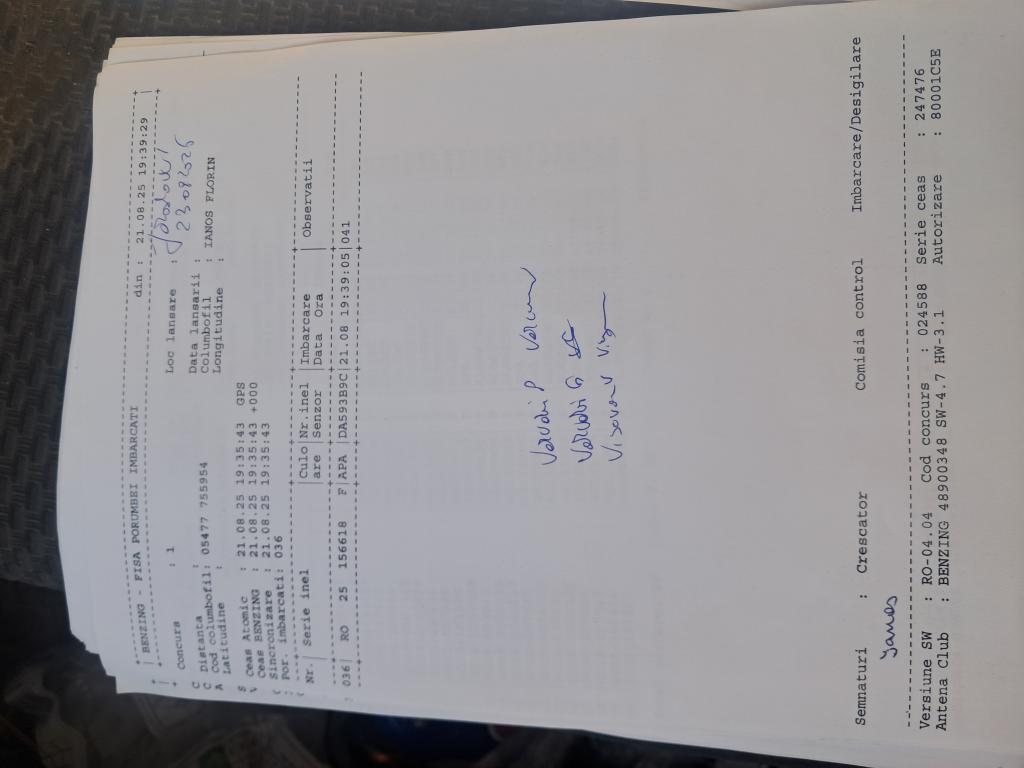 BENZING - FISA PORUMBEI IMBARCATI din : 21.08.25 19:39:29
Concurs : 1 Loc lansare :
23.08.2025
Distanta : Data lansarii :
Cod columbofil: 05477 755954 Columbofil : IANOS FLORIN
Latitudine : Longitudine :
Ceas Atomic : 21.08.25 19:35:43 GPS
Ceas BENZING : 21.08.25 19:35:43 +000
Sincronizare : 21.08.25 19:35:43
Por. imbarcati: 036
Nr. Serie inel |Culo|Nr.inel |Imbarcare | Observatii
|are |Senzor |Data Ora |
036| RO 25 156618 F|APA |DA593B9C|21.08 19:39:05|041
Semnaturi : Crescator Comisia control Imbarcare/Desigilare
Ianos
Versiune SW : RO-04.04 Cod concurs : 024588 Serie ceas : 247476
Antena Club : BENZING 48900348 SW-4.7 HW-3.1 Autorizare : 80001C5E